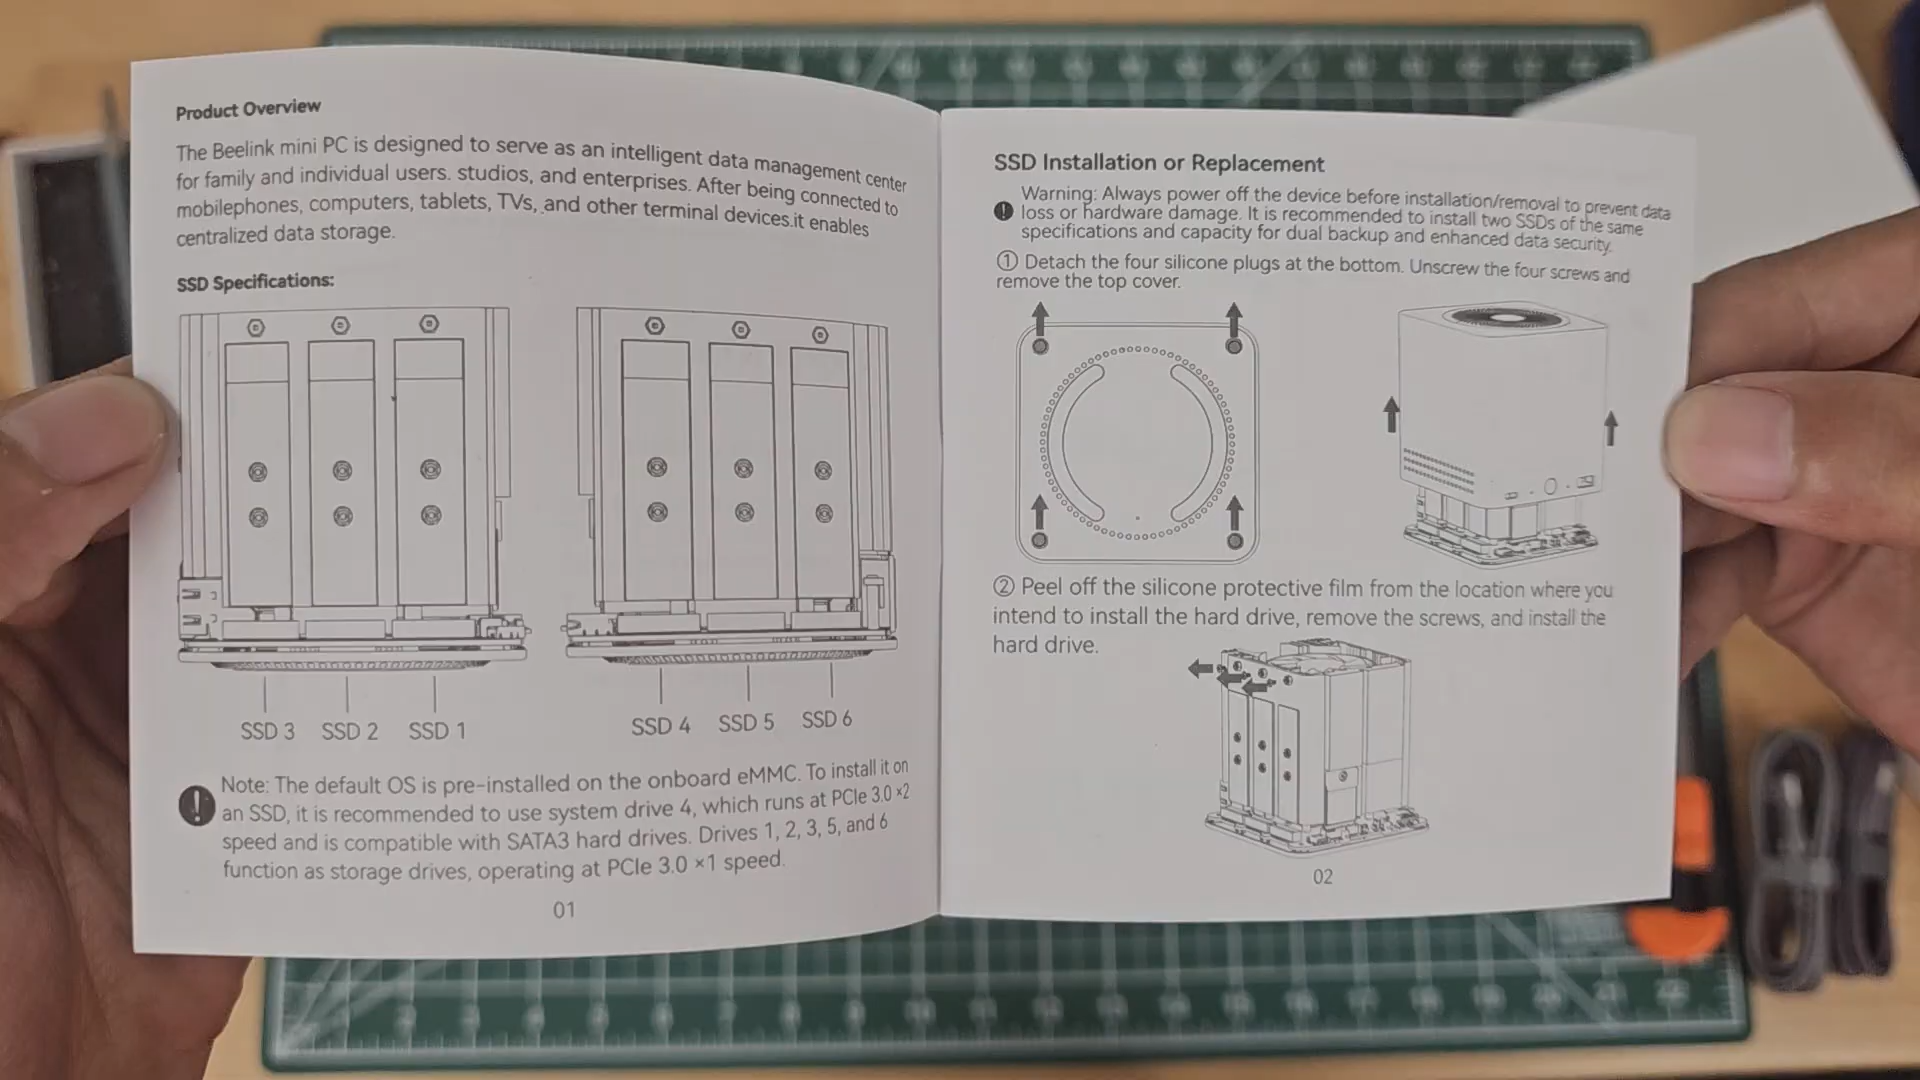 Product Overview
The Beelink mini PC is designed to serve as an intelligent data management center
for family and individual users. studios, and enterprises. After being connected to
mobilephones, computers, tablets, TVs, and other terminal devices.it enables
centralized data storage.
SSD Specifications:
SSD 3 SSD 2 SSD 1
SSD 4 SSD 5 SSD 6
Note: The default OS is pre-installed on the onboard eMMC. To install it on
an SSD, it is recommended to use system drive 4, which runs at PCIe 3.0 ×2
speed and is compatible with SATA3 hard drives. Drives 1, 2, 3, 5, and 6
function as storage drives, operating at PCIe 3.0 ×1 speed.
01
SSD Installation or Replacement
Warning: Always power off the device before installation/removal to prevent data
loss or hardware damage. It is recommended to install two SSDs of the same
specifications and capacity for dual backup and enhanced data security.
① Detach the four silicone plugs at the bottom. Unscrew the four screws and
remove the top cover.
② Peel off the silicone protective film from the location where you
intend to install the hard drive, remove the screws, and install the
hard drive.
02